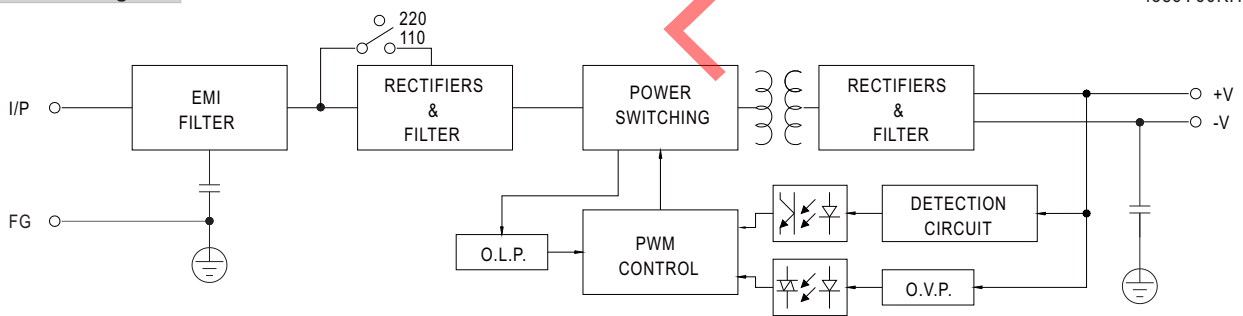 220
110
I/P
EMI
FILTER
RECTIFIERS
&
FILTER
POWER
SWITCHING
RECTIFIERS
&
FILTER
+V
-V
FG
O.L.P.
PWM
CONTROL
DETECTION
CIRCUIT
O.V.P.